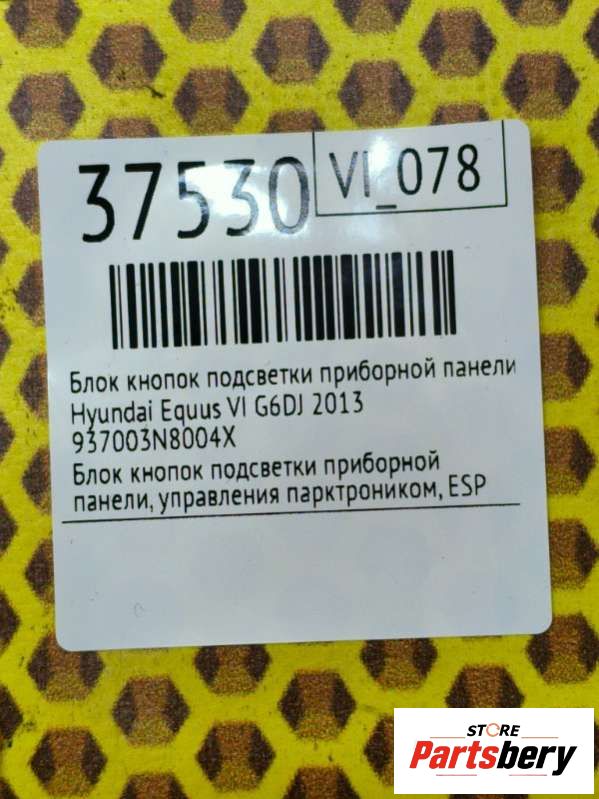 37530
VI_078
Блок кнопок подсветки приборной панели
Hyundai Equus VI G6DJ 2013
937003N8004X
Блок кнопок подсветки приборной
панели, управления парктроником, ESP
STORE
Partsbery